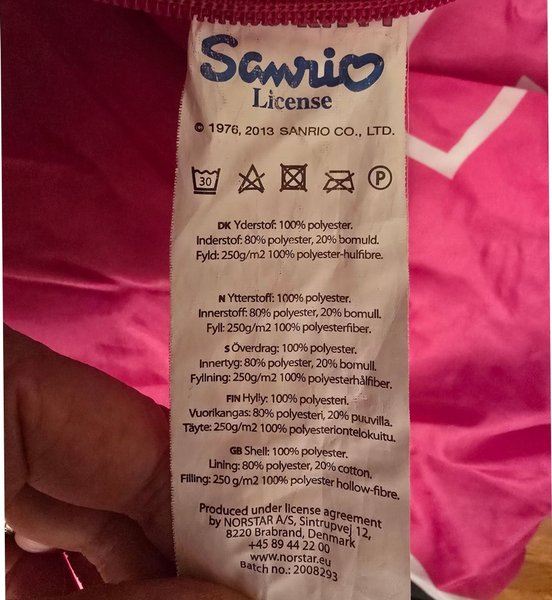 Sanrio
License
© 1976, 2013 SANRIO CO., LTD.
30 P
DK Yderstof: 100% polyester.
Inderstof: 80% polyester, 20% bomuld.
Fyld: 250g/m2 100% polyester-hulfibre.
N Ytterstoff: 100% polyester.
Innerstoff: 80% polyester, 20% bomull.
Fyll: 250g/m2 100% polyesterfiber.
S Överdrag: 100% polyester.
Innertyg: 80% polyester, 20% bomull.
Fyllning: 250g/m2 100% polyesterhålfiber.
FIN Hylly: 100% polyesteri.
Vuorikangas: 80% polyesteri, 20% puuvilla.
Täyte: 250g/m2 100% polyesteriontelokuitu.
GB Shell: 100% polyester.
Lining: 80% polyester, 20% cotton.
Filling: 250 g/m2 100% polyester hollow-fibre.
Produced under license agreement
by NORSTAR A/S, Sintrupvej 12,
8220 Brabrand, Denmark
+45 89 44 22 00
www.norstar.eu
Batch no.: 2008293